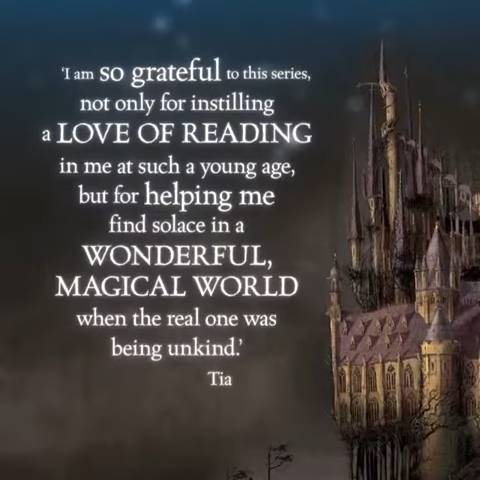 ‘I am so grateful to this series,
not only for instilling
a LOVE OF READING
in me at such a young age,
but for helping me
find solace in a
WONDERFUL,
MAGICAL WORLD
when the real one was
being unkind.’
Tia